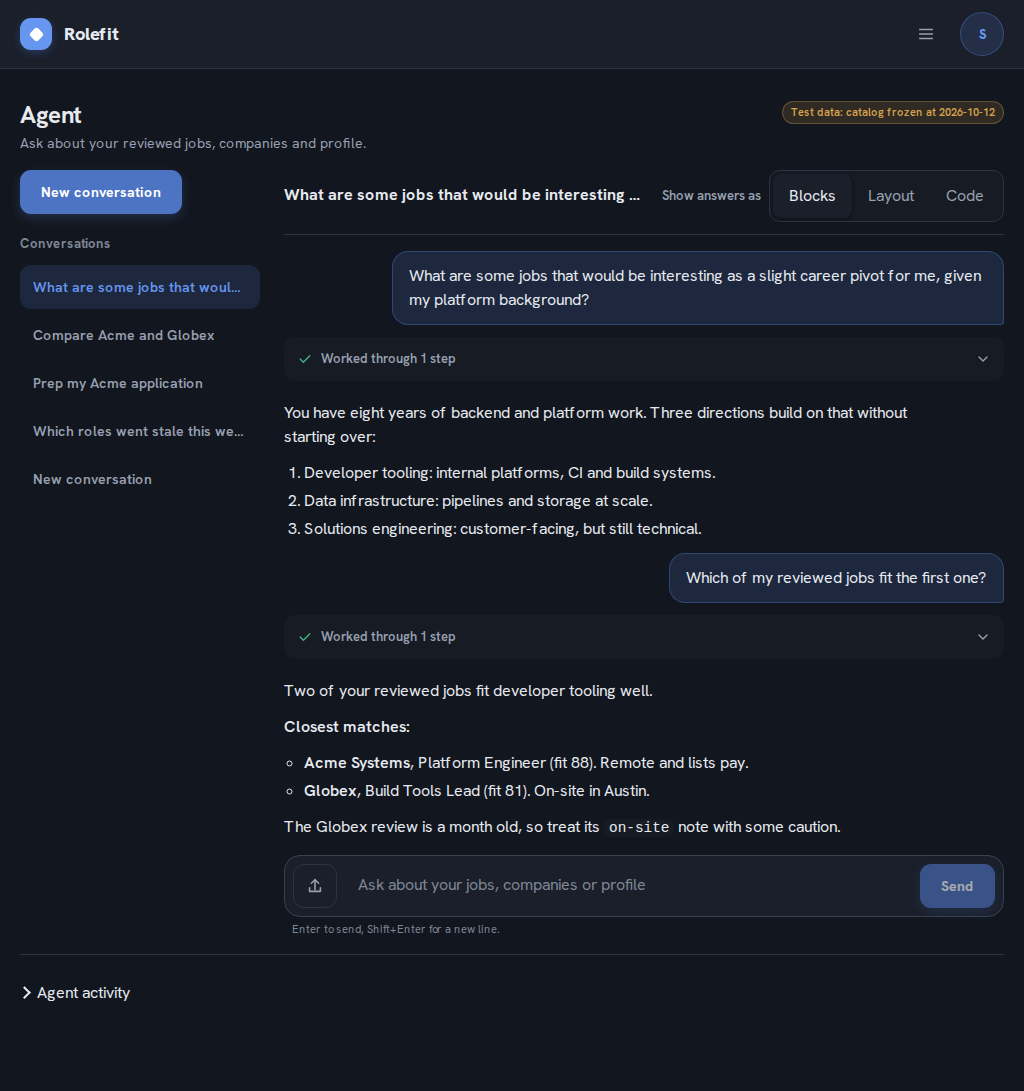 Rolefit
S
Agent
Ask about your reviewed jobs, companies and profile.
Test data: catalog frozen at 2026-10-12
New conversation
Conversations
What are some jobs that woul...
Compare Acme and Globex
Prep my Acme application
Which roles went stale this we...
New conversation
What are some jobs that would be interesting ...
Show answers as
Blocks
Layout
Code
What are some jobs that would be interesting as a slight career pivot for me, given
my platform background?
Worked through 1 step
You have eight years of backend and platform work. Three directions build on that without
starting over:
1. Developer tooling: internal platforms, CI and build systems.
2. Data infrastructure: pipelines and storage at scale.
3. Solutions engineering: customer-facing, but still technical.
Which of my reviewed jobs fit the first one?
Worked through 1 step
Two of your reviewed jobs fit developer tooling well.
Closest matches:
Acme Systems, Platform Engineer (fit 88). Remote and lists pay.
Globex, Build Tools Lead (fit 81). On-site in Austin.
The Globex review is a month old, so treat its on-site note with some caution.
Ask about your jobs, companies or profile
Send
Enter to send, Shift+Enter for a new line.
Agent activity